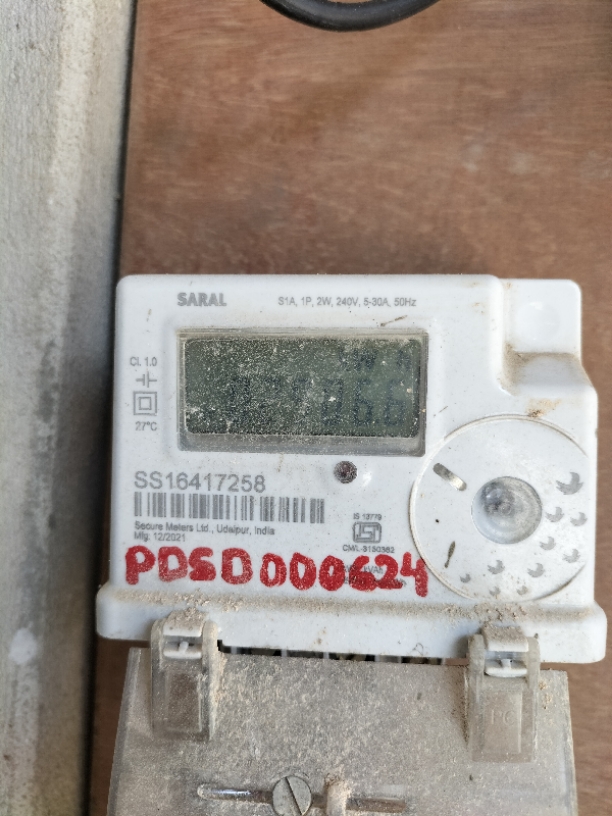 SARAL
S1A, 1P, 2W, 240V, 5-30A, 50Hz
Cl. 1.0
27°C
SS16417258
Secure Meters Ltd., Udaipur, India
Mfg: 12/2021
IS 13779
CM/L-8150362
PDSD000624